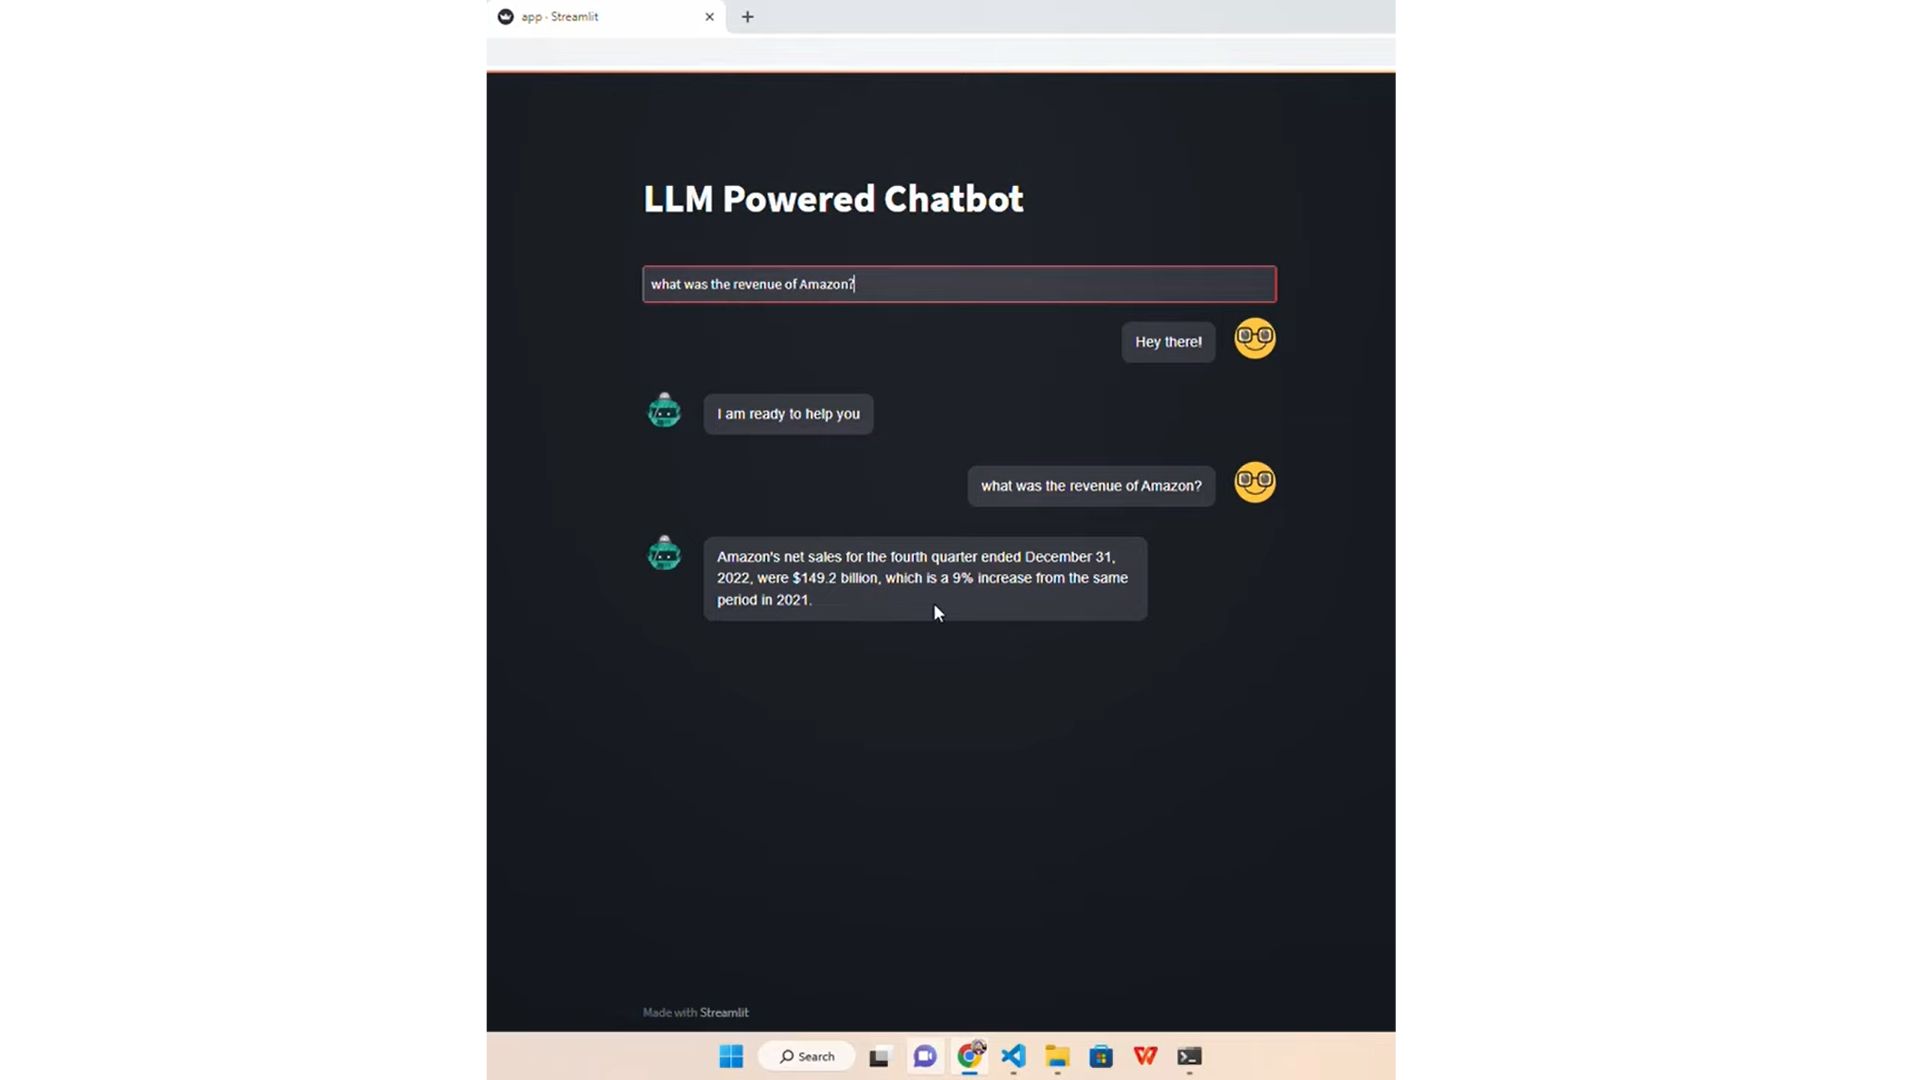 app · Streamlit
LLM Powered Chatbot
what was the revenue of Amazon?
Hey there!
I am ready to help you
what was the revenue of Amazon?
Amazon's net sales for the fourth quarter ended December 31,
2022, were $149.2 billion, which is a 9% increase from the same
period in 2021.
Made with Streamlit
Search